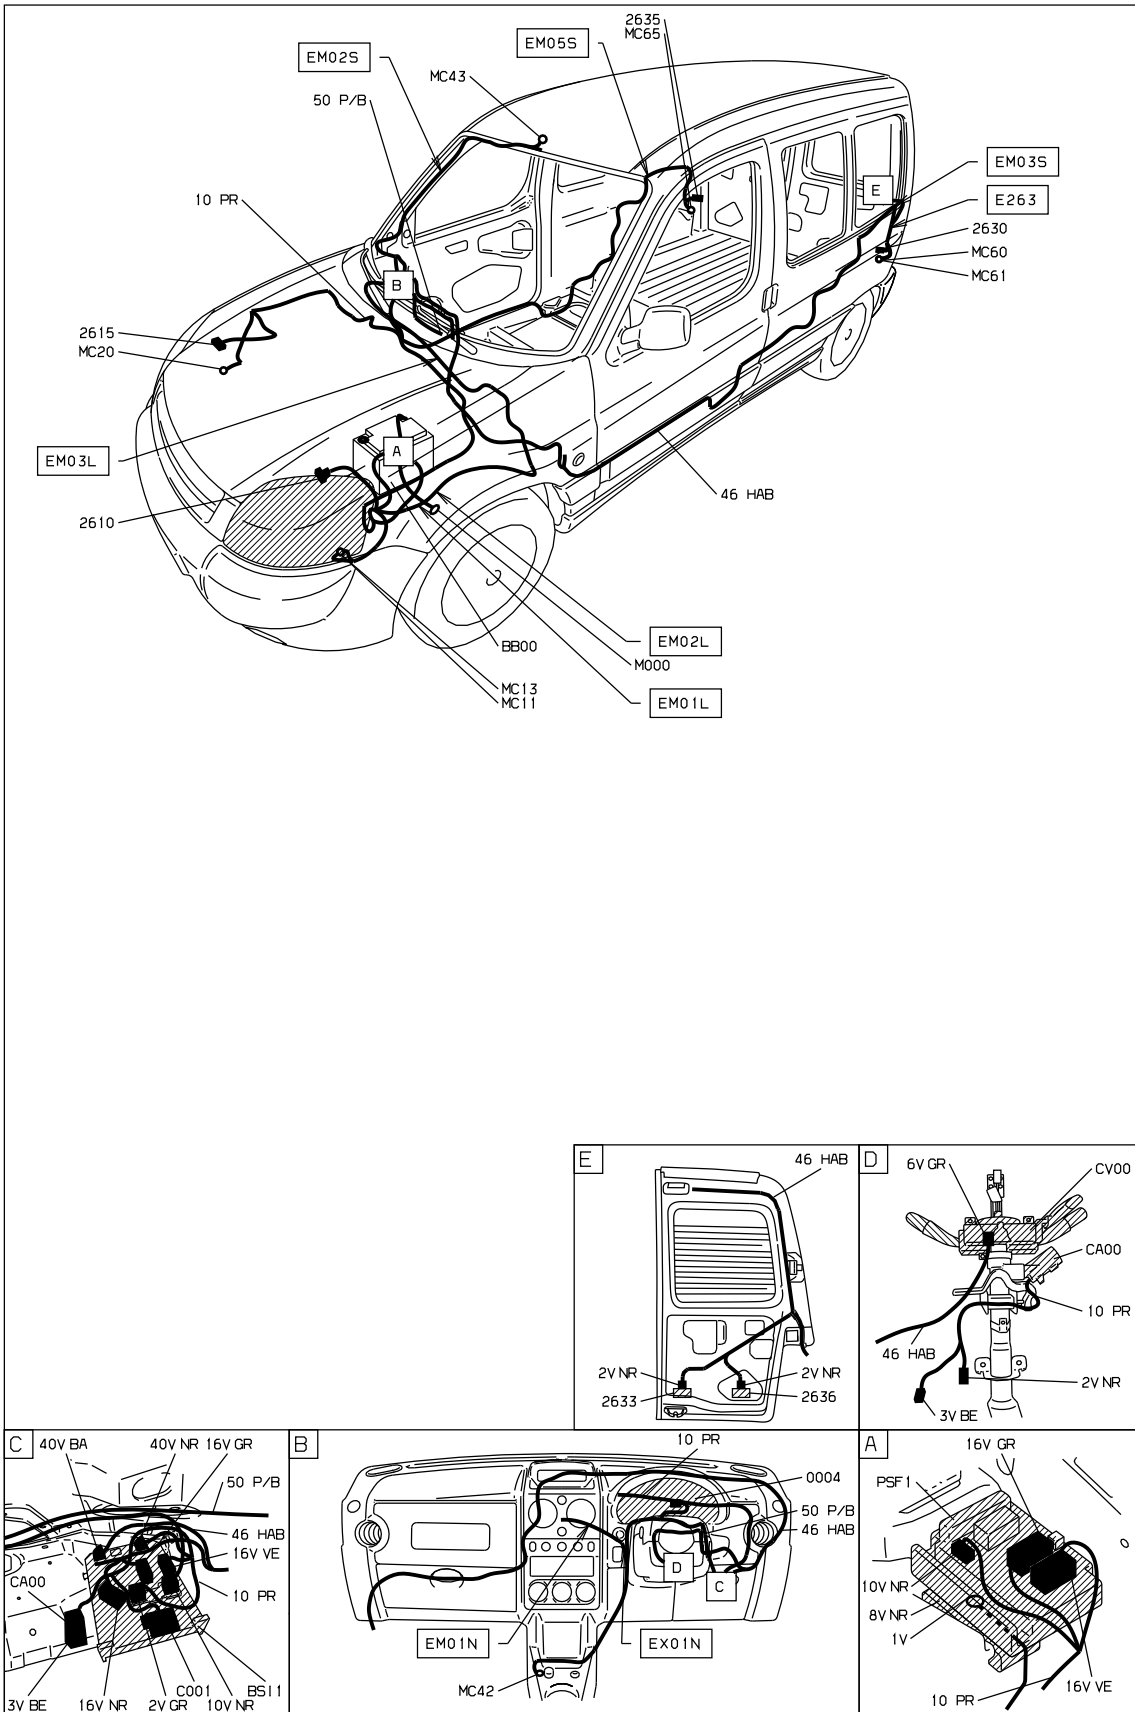 2635
MC65
EM05S
EM02S
MC43
50 P/B
EM03S
E
10 PR
E263
2630
MC60
MC61
B
2615
MC20
A
EM03L
46 HAB
2610
BB00
EM02L
M000
MC13
MC11
EM01L
E
46 HAB
2V NR
2V NR
2633
2636
D
6V GR
CV00
CA00
10 PR
46 HAB
2V NR
3V BE
C
40V BA
40V NR
16V GR
50 P/B
46 HAB
16V VE
CA00
10 PR
C001
BSI1
3V BE
16V NR
2V GR
10V NR
B
10 PR
0004
50 P/B
46 HAB
D
C
EM01N
EX01N
MC42
A
16V GR
PSF1
10V NR
8V NR
1V
16V VE
10 PR